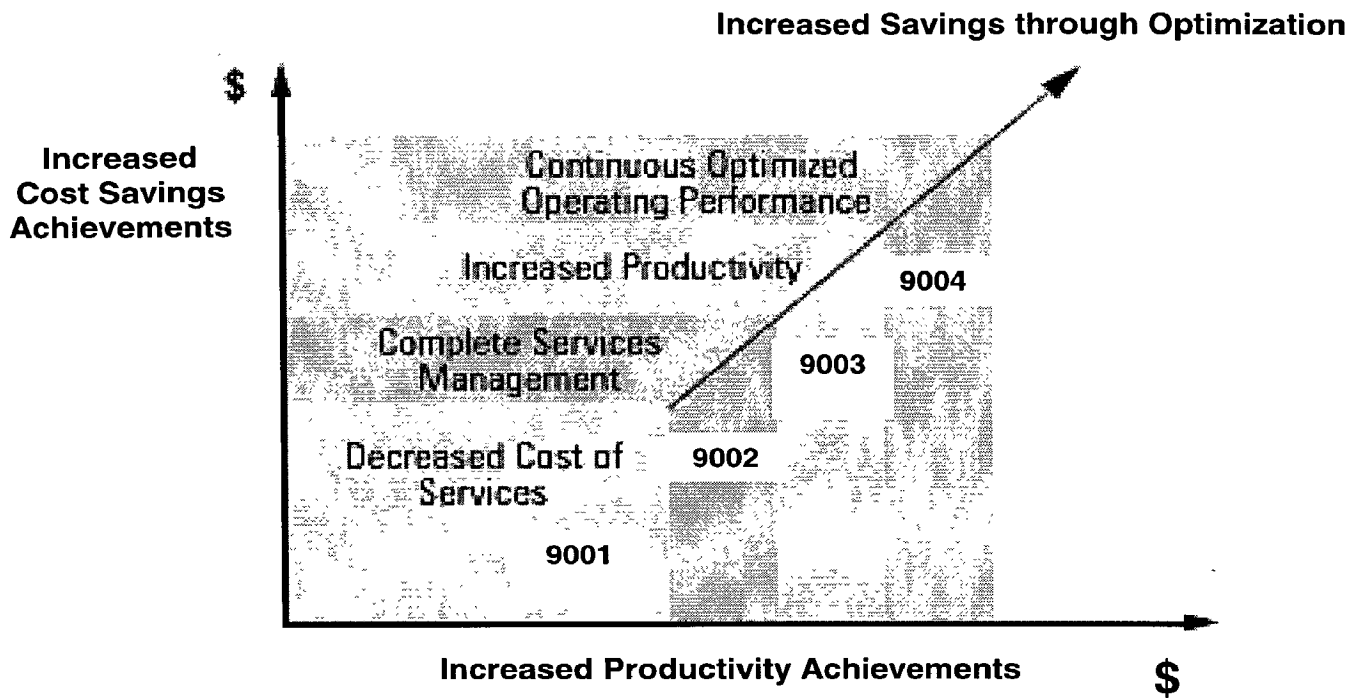 Increased Savings through Optimization
$
Increased
Cost Savings
Achievements
Continuous Optimized
Operating Performance
Increased Productivity
9004
Complete Services
Management
9003
Decreased Cost of
Services
9002
9001
Increased Productivity Achievements
$